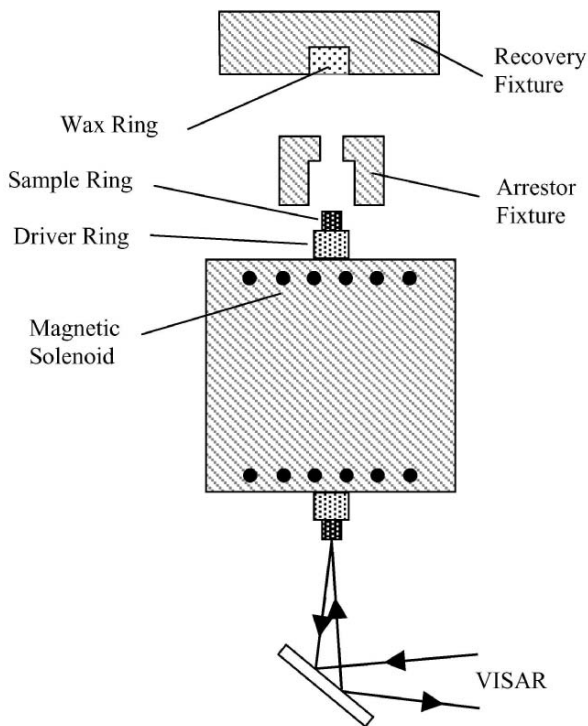 Recovery
Fixture
Wax Ring
Sample Ring
Arrestor
Fixture
Driver Ring
Magnetic
Solenoid
VISAR